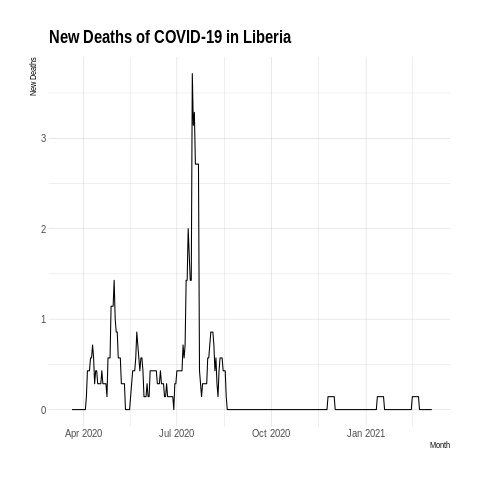 New Deaths of COVID-19 in Liberia
New Deaths
3
2
1
0
Apr 2020 Jul 2020 Oct 2020 Jan 2021
Month